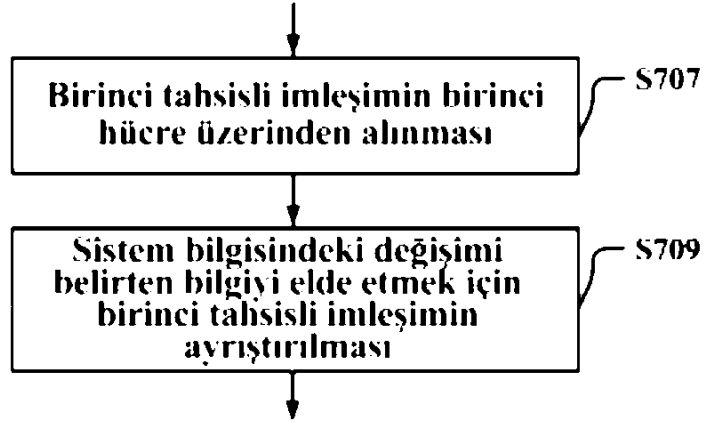 Birinci tahsisli imleşimin birinci
hücre üzerinden alınması
S707
Sistem bilgisindeki değişimi
belirten bilgiyi elde etmek için
birinci tahsisli imleşimin
ayrıştırılması
S709